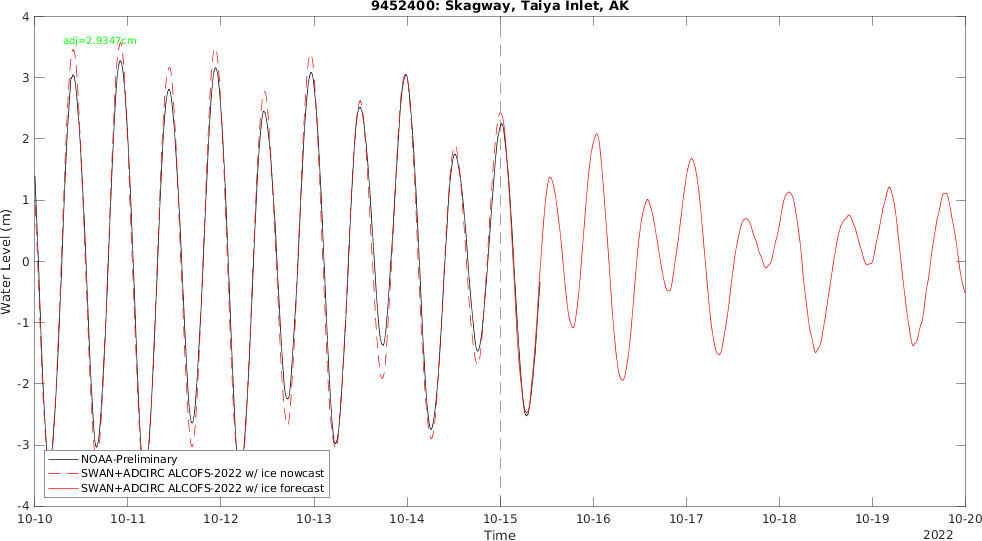 9452400: Skagway, Taiya Inlet, AK
adj=2.9347cm
Water Level (m)
4
3
2
1
0
-1
-2
-3
-4
NOAA-Preliminary
SWAN+ADCIRC ALCOFS-2022 w/ ice nowcast
SWAN+ADCIRC ALCOFS-2022 w/ ice forecast
10-10 10-11 10-12 10-13 10-14 10-15 10-16 10-17 10-18 10-19 10-20
Time
2022